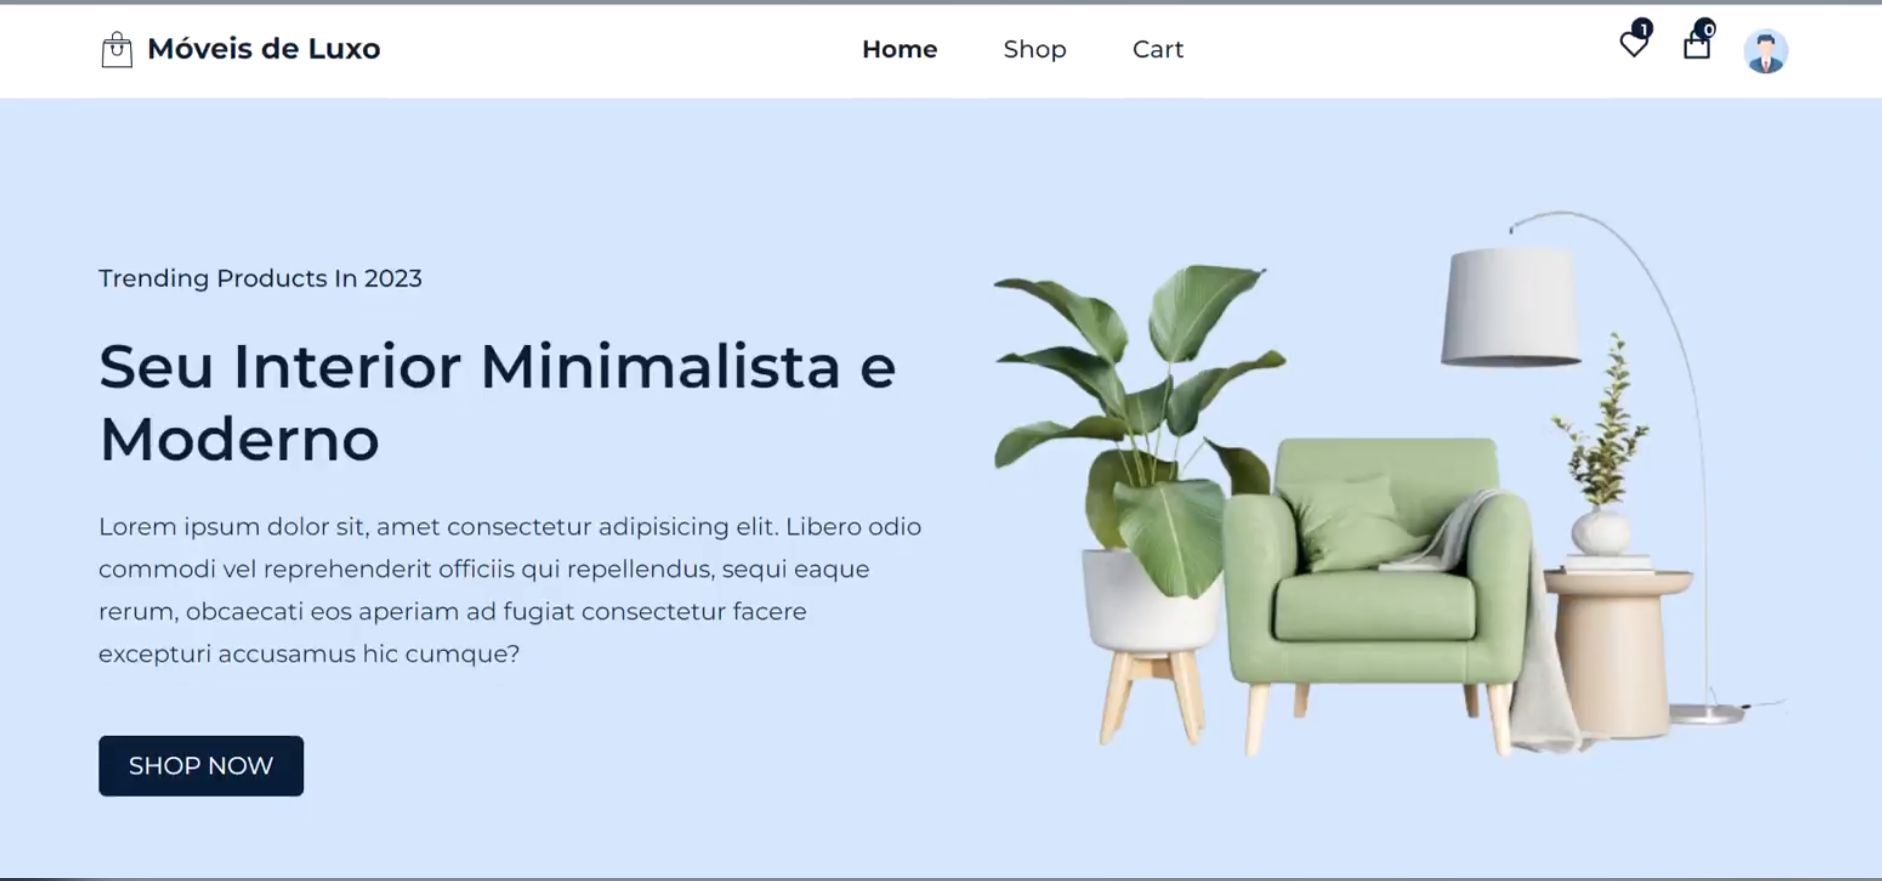 Móveis de Luxo
Home Shop Cart
1 0
Trending Products In 2023
Seu Interior Minimalista e
Moderno
Lorem ipsum dolor sit, amet consectetur adipisicing elit. Libero odio
commodi vel reprehenderit officiis qui repellendus, sequi eaque
rerum, obcaecati eos aperiam ad fugiat consectetur facere
excepturi accusamus hic cumque?
SHOP NOW